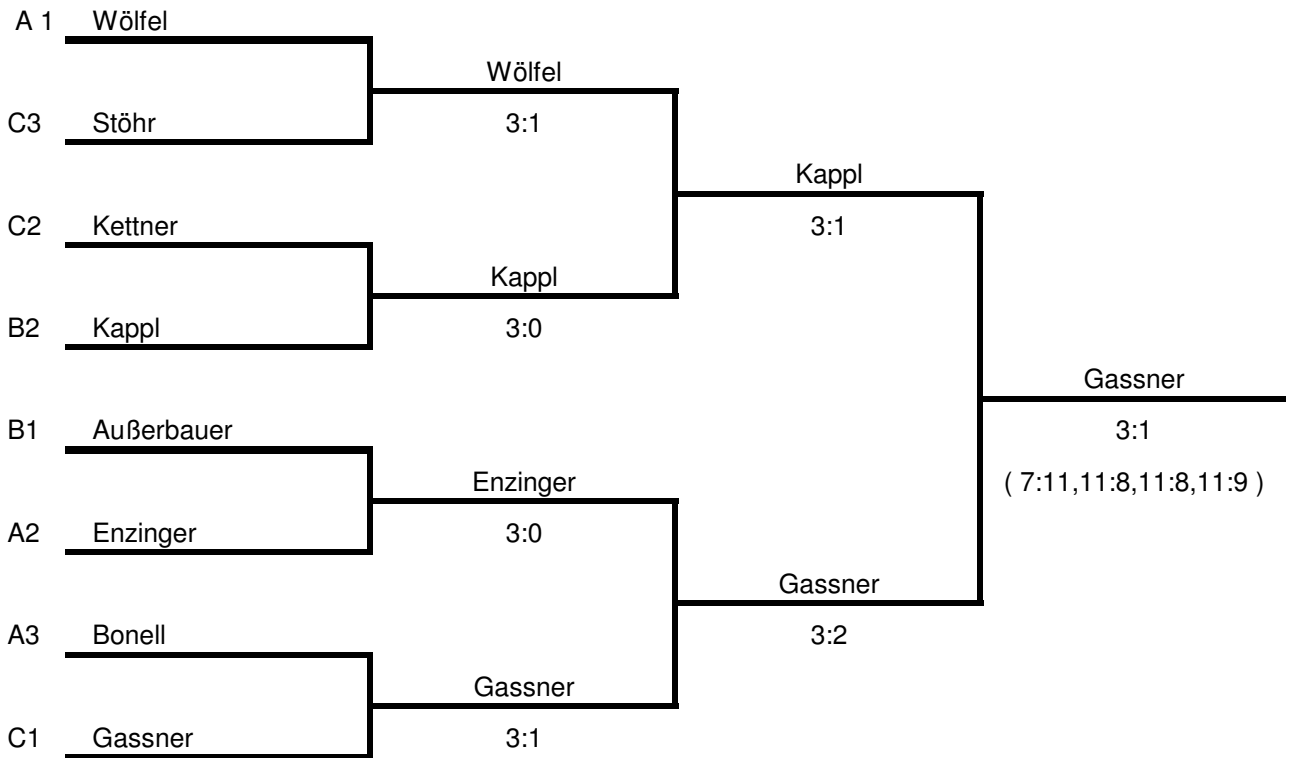 A 1 Wölfel
Wölfel
C3 Stöhr 3:1
Kappl
C2 Kettner 3:1
Kappl
B2 Kappl 3:0
Gassner
B1 Außerbauer 3:1
Enzinger ( 7:11,11:8,11:8,11:9 )
A2 Enzinger 3:0
Gassner
A3 Bonell 3:2
Gassner
C1 Gassner 3:1